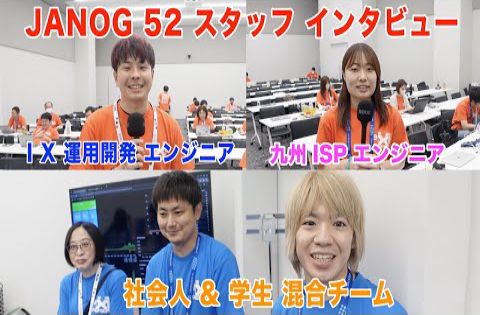 JANOG 52 スタッフ インタビュー
IX 運用開発 エンジニア
九州 ISP エンジニア
社会人 & 学生 混合チーム